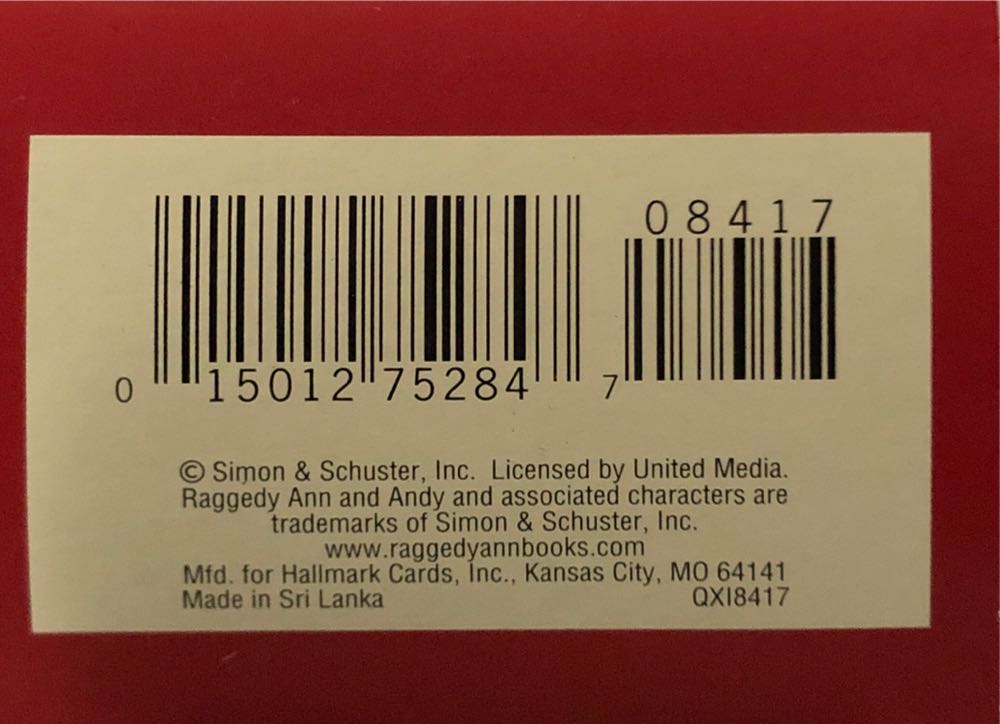 08417
0 15012 75284 7
© Simon & Schuster, Inc. Licensed by United Media.
Raggedy Ann and Andy and associated characters are
trademarks of Simon & Schuster, Inc.
www.raggedyannbooks.com
Mfd. for Hallmark Cards, Inc., Kansas City, MO 64141
Made in Sri Lanka QXI8417